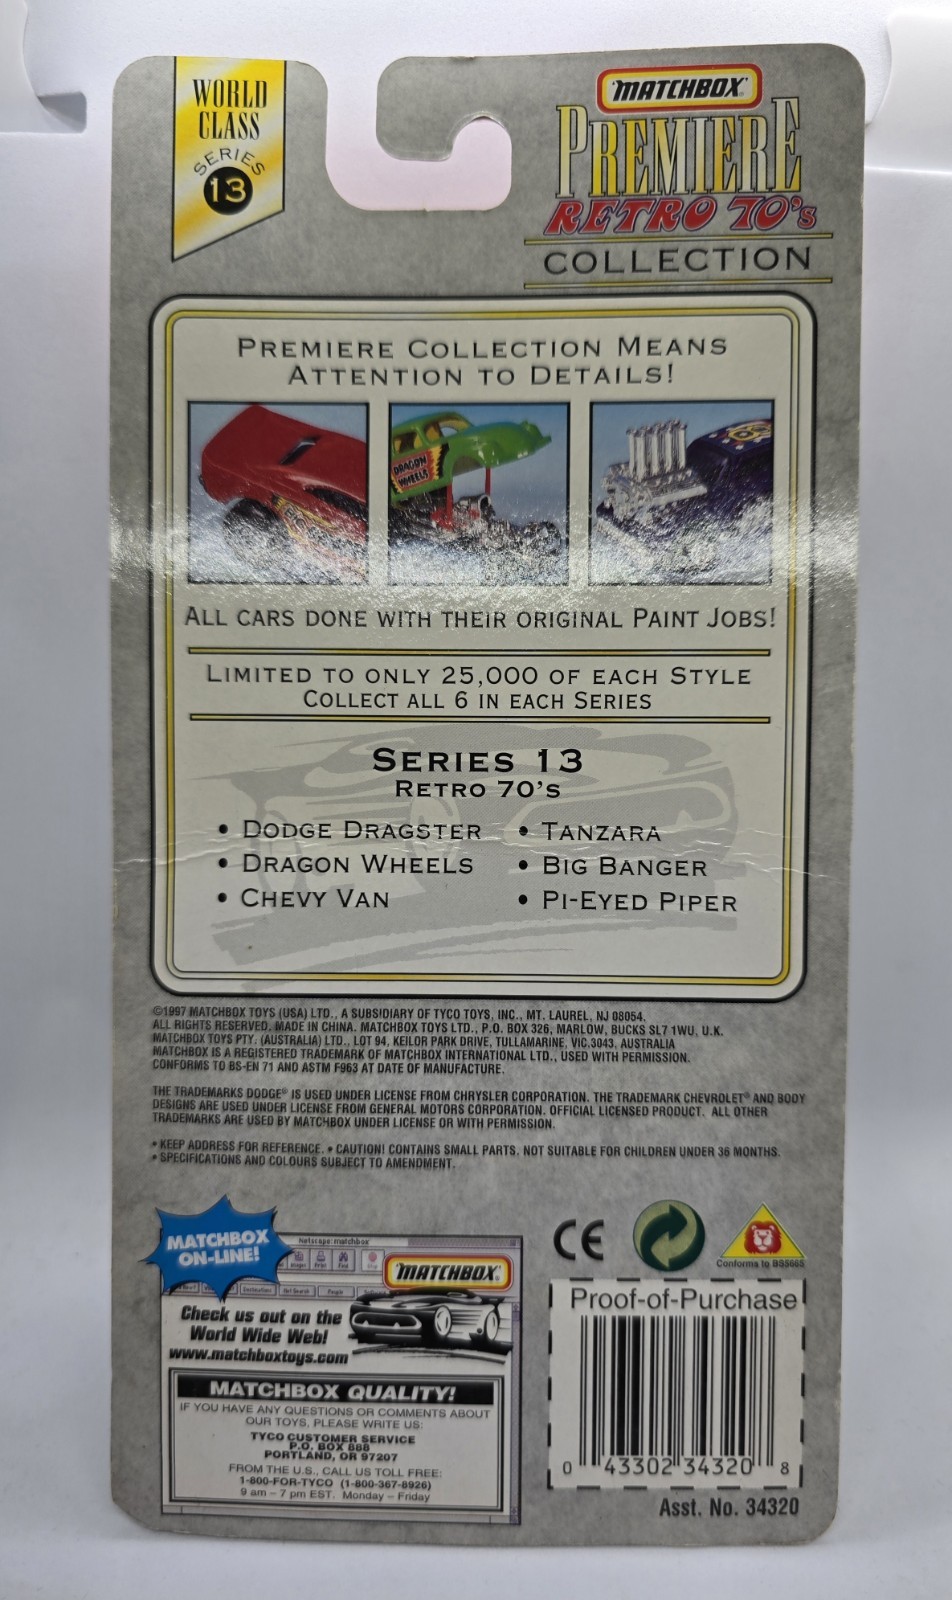 WORLD
CLASS
SERIES
13
MATCHBOX
PREMIERE
RETRO 70's
COLLECTION
PREMIERE COLLECTION MEANS
ATTENTION TO DETAILS!
DRAGON
WHEELS
ALL CARS DONE WITH THEIR ORIGINAL PAINT JOBS!
LIMITED TO ONLY 25,000 OF EACH STYLE
COLLECT ALL 6 IN EACH SERIES
SERIES 13
RETRO 70'S
• DODGE DRAGSTER
• DRAGON WHEELS
• CHEVY VAN
• TANZARA
• BIG BANGER
• PI-EYED PIPER
©1997 MATCHBOX TOYS (USA) LTD., A SUBSIDIARY OF TYCO TOYS, INC., MT. LAUREL, NJ 08054.
ALL RIGHTS RESERVED. MADE IN CHINA. MATCHBOX TOYS LTD., P.O. BOX 326, MARLOW, BUCKS SL7 1WU, U.K.
MATCHBOX TOYS PTY. (AUSTRALIA) LTD., LOT 94, KEILOR PARK DRIVE, TULLAMARINE, VIC.3043, AUSTRALIA
MATCHBOX IS A REGISTERED TRADEMARK OF MATCHBOX INTERNATIONAL LTD., USED WITH PERMISSION.
CONFORMS TO BS-EN 71 AND ASTM F963 AT DATE OF MANUFACTURE.
THE TRADEMARKS DODGE® IS USED UNDER LICENSE FROM CHRYSLER CORPORATION. THE TRADEMARK CHEVROLET® AND BODY
DESIGNS ARE USED UNDER LICENSE FROM GENERAL MOTORS CORPORATION. OFFICIAL LICENSED PRODUCT. ALL OTHER
TRADEMARKS ARE USED BY MATCHBOX UNDER LICENSE OR WITH PERMISSION.
• KEEP ADDRESS FOR REFERENCE. • CAUTION! CONTAINS SMALL PARTS. NOT SUITABLE FOR CHILDREN UNDER 36 MONTHS.
• SPECIFICATIONS AND COLOURS SUBJECT TO AMENDMENT.
MATCHBOX
ON-LINE!
Netscape: matchbox
Images Print Find Stop
Net Search People
MATCHBOX
Check us out on the
World Wide Web!
www.matchboxtoys.com
MATCHBOX QUALITY!
IF YOU HAVE ANY QUESTIONS OR COMMENTS ABOUT
OUR TOYS, PLEASE WRITE US:
TYCO CUSTOMER SERVICE
P.O. BOX 888
PORTLAND, OR 97207
FROM THE U.S., CALL US TOLL FREE:
1-800-FOR-TYCO (1-800-367-8926)
9 am – 7 pm EST. Monday – Friday
CE
Conforms to BS5665
Proof-of-Purchase
0 43302 34320 8
Asst. No. 34320